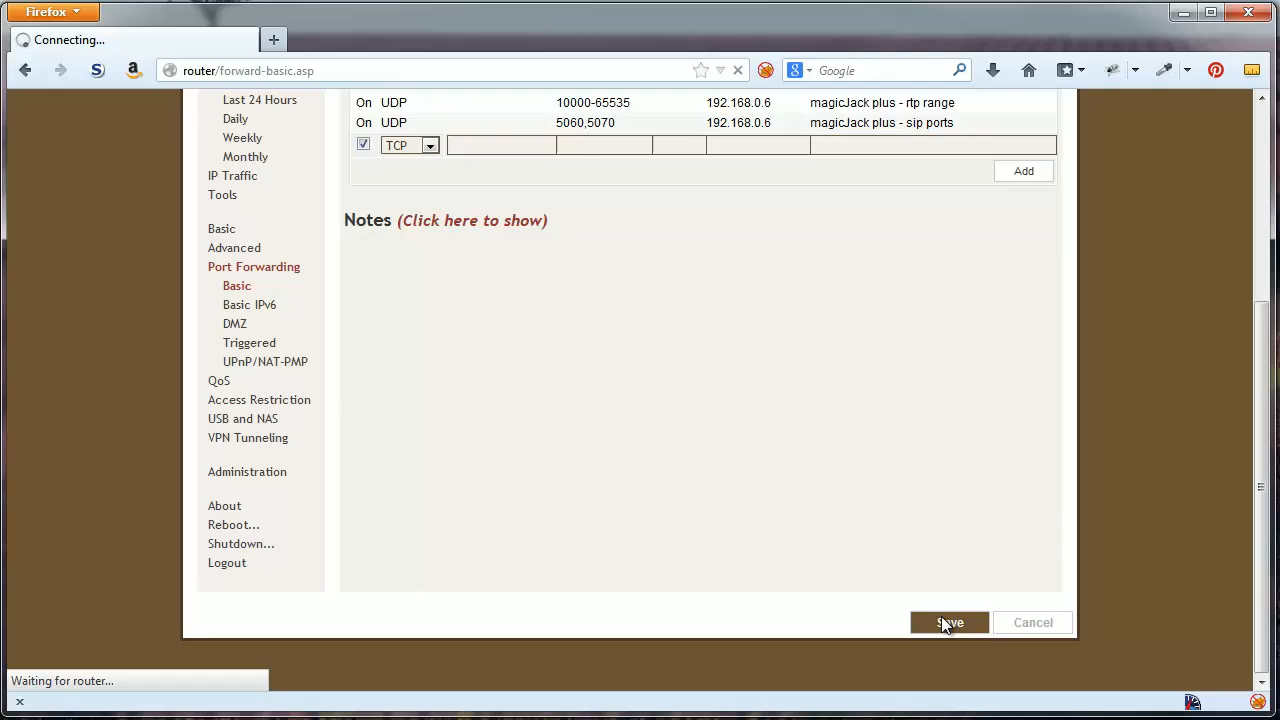 Firefox
Connecting...
router/forward-basic.asp
Google
Last 24 Hours
Daily
Weekly
Monthly
IP Traffic
Tools
Basic
Advanced
Port Forwarding
Basic
Basic IPv6
DMZ
Triggered
UPnP/NAT-PMP
QoS
Access Restriction
USB and NAS
VPN Tunneling
Administration
About
Reboot...
Shutdown...
Logout
On UDP 10000-65535 192.168.0.6 magicJack plus - rtp range
On UDP 5060,5070 192.168.0.6 magicJack plus - sip ports
TCP
Add
Notes (Click here to show)
Save Cancel
Waiting for router...